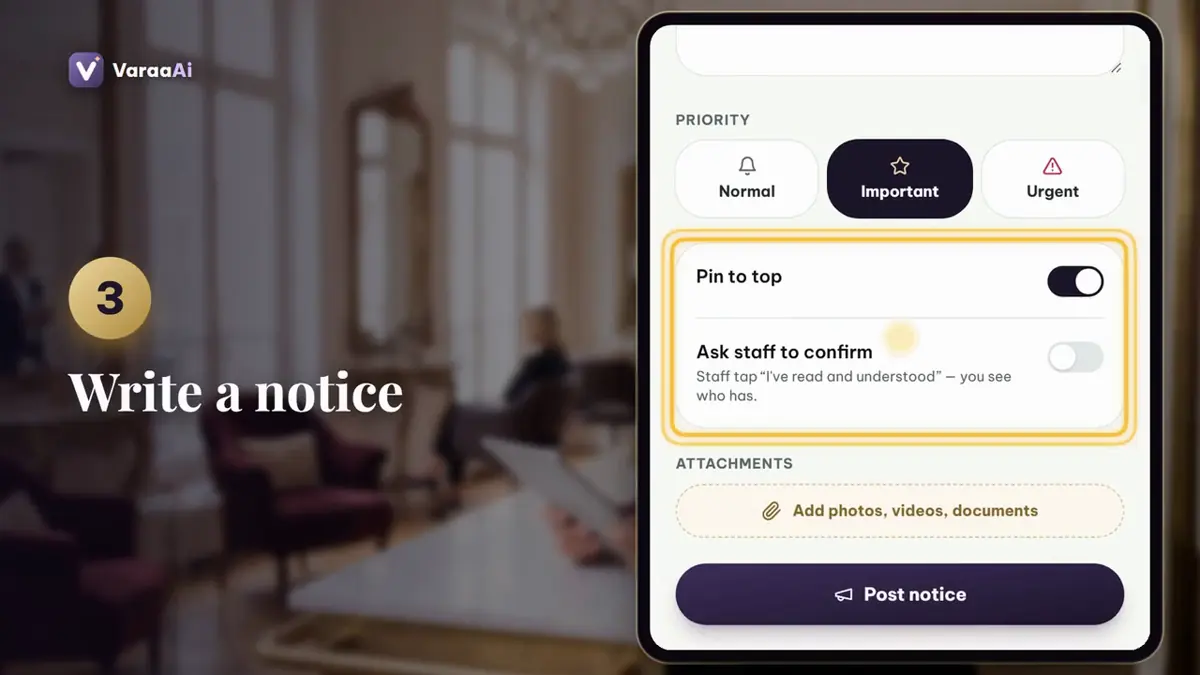 VaraaAi
3
Write a notice
PRIORITY
Normal
Important
Urgent
Pin to top
Ask staff to confirm
Staff tap “I've read and understood” — you see
who has.
ATTACHMENTS
Add photos, videos, documents
Post notice